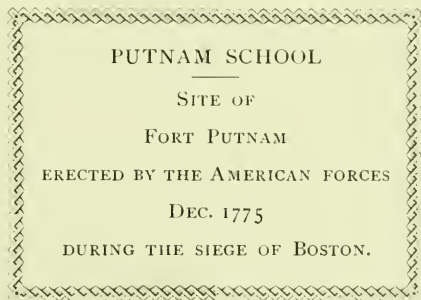 PUTNAM SCHOOL
SITE OF
FORT PUTNAM
ERECTED BY THE AMERICAN FORCES
DEC. 1775
DURING THE SIEGE OF BOSTON.